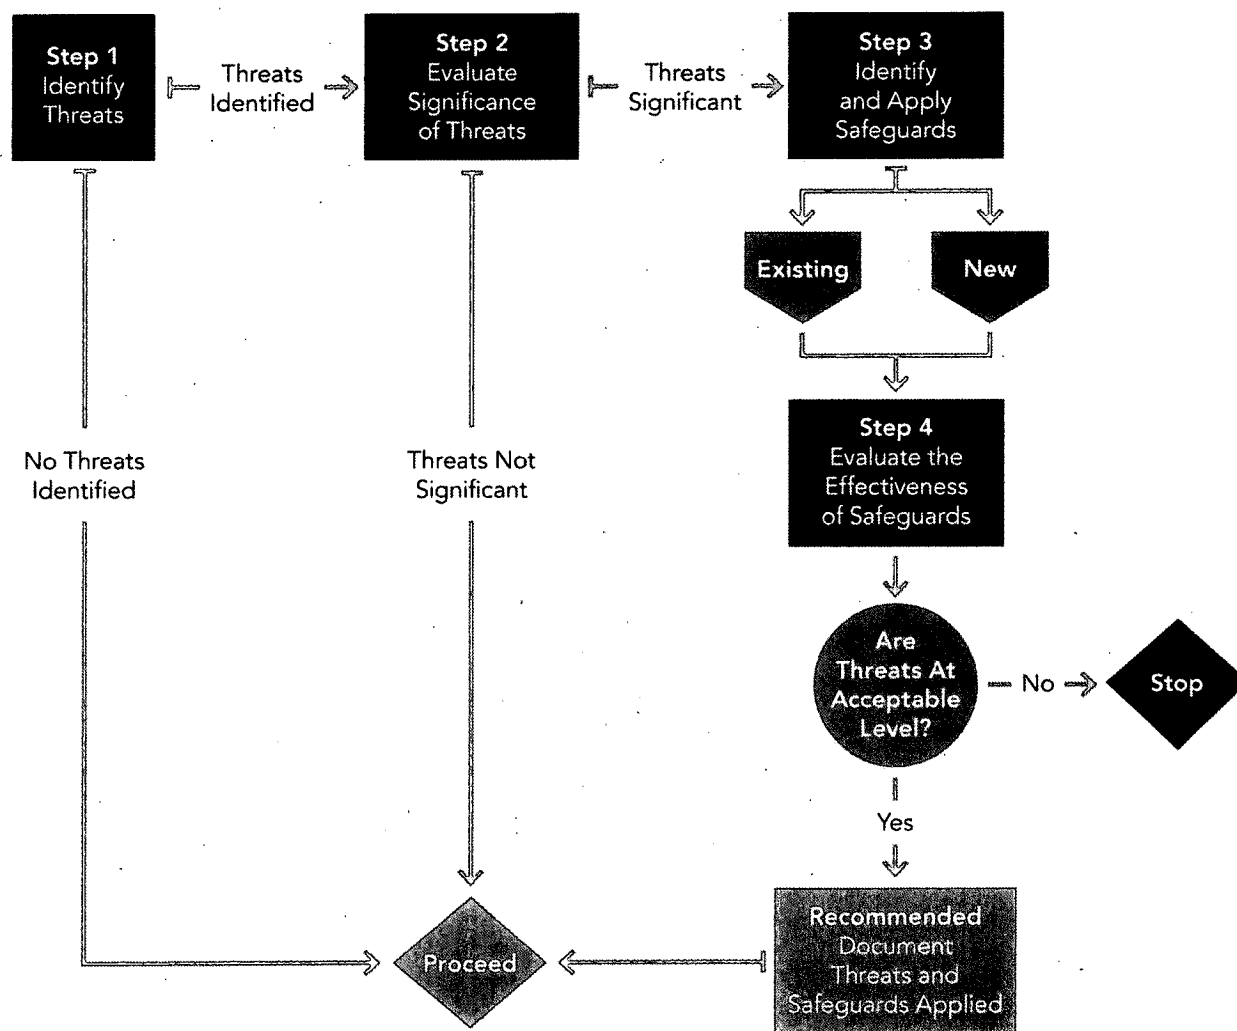 Step 1
Identify
Threats
Threats
Identified
Step 2
Evaluate
Significance
of Threats
Threats
Significant
Step 3
Identify
and Apply
Safeguards
Existing
New
No Threats
Identified
Threats Not
Significant
Step 4
Evaluate the
Effectiveness
of Safeguards
Are
Threats At
Acceptable
Level?
No
Stop
Yes
Proceed
Recommended
Document
Threats and
Safeguards Applied